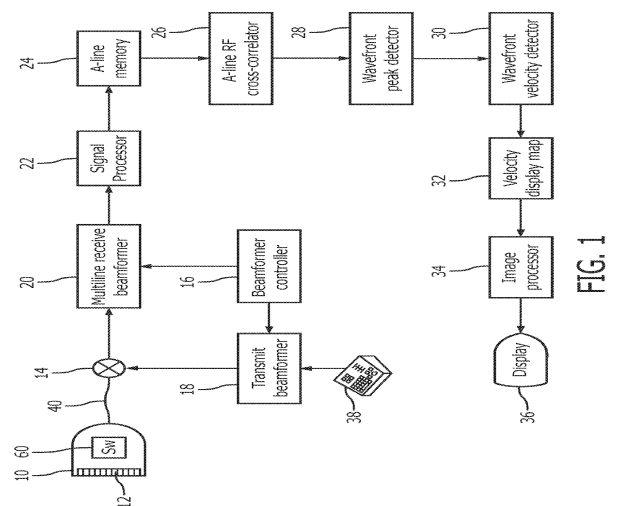 10
60
Sw
12
40
14
20
Multiline receive
beamformer
22
Signal
Processor
24
A-line
memory
26
A-line RF
cross-correlator
28
Wavefront
peak detector
30
Wavefront
velocity detector
18
Transmit
beamformer
16
Beamformer
controller
38
36
Display
34
Image
processor
32
Velocity
display map
FIG. 1